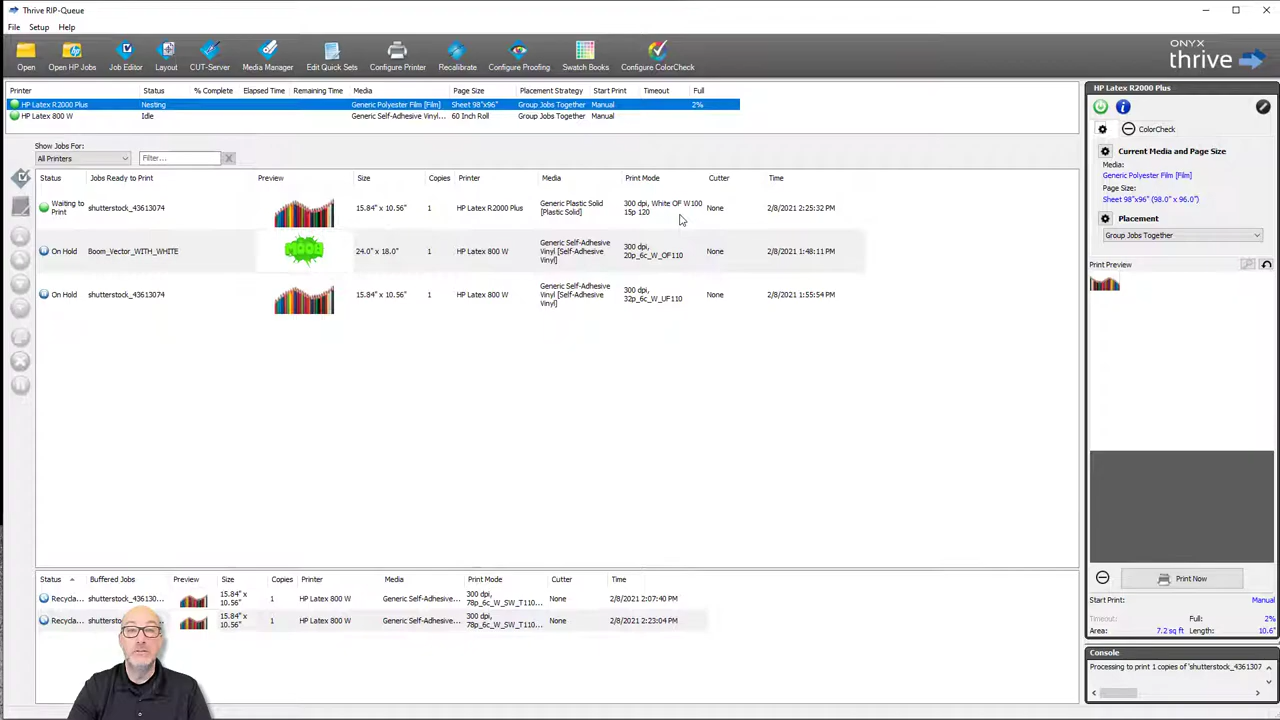 Thrive RIP-Queue
File Setup Help
Open Open HP Jobs Job Editor Layout CUT-Server Media Manager Edit Quick Sets Configure Printer Recalibrate Configure Proofing Swatch Books Configure ColorCheck
ONYX
thrive
Printer Status % Complete Elapsed Time Remaining Time Media Page Size Placement Strategy Start Print Timeout Full
HP Latex R2000 Plus Nesting Generic Polyester Film [Film] Sheet 98"x96" Group Jobs Together Manual 2%
HP Latex 800 W Idle Generic Self-Adhesive Vinyl... 60 Inch Roll Group Jobs Together Manual
Show Jobs For:
All Printers Filter...
Status Jobs Ready to Print Preview Size Copies Printer Media Print Mode Cutter Time
Waiting to Print shutterstock_43613074 15.84" x 10.56" 1 HP Latex R2000 Plus Generic Plastic Solid [Plastic Solid] 300 dpi, White OF W100 15p 120 None 2/8/2021 2:25:32 PM
On Hold Boom_Vector_WITH_WHITE 24.0" x 18.0" 1 HP Latex 800 W Generic Self-Adhesive Vinyl [Self-Adhesive Vinyl] 300 dpi, 20p_6c_W_OF110 None 2/8/2021 1:48:11 PM
On Hold shutterstock_43613074 15.84" x 10.56" 1 HP Latex 800 W Generic Self-Adhesive Vinyl [Self-Adhesive Vinyl] 300 dpi, 32p_6c_W_UF110 None 2/8/2021 1:55:54 PM
Status Buffered Jobs Preview Size Copies Printer Media Print Mode Cutter Time
Recycla... shutterstock_436130... 15.84" x 10.56" 1 HP Latex 800 W Generic Self-Adhesive... 300 dpi, 78p_6c_W_SW_T110... None 2/8/2021 2:07:40 PM
Recycla... shutterst 15.84" x 10.56" 1 HP Latex 800 W Generic Self-Adhesive... 300 dpi, 78p_6c_W_SW_T110... None 2/8/2021 2:23:04 PM
HP Latex R2000 Plus
ColorCheck
Current Media and Page Size
Media:
Generic Polyester Film [Film]
Page Size:
Sheet 98"x96" (98.0" x 96.0")
Placement
Group Jobs Together
Print Preview
Print Now
Start Print: Manual
Timeout: Full: 2%
Area: 7.2 sq ft Length: 10.6"
Console
Processing to print 1 copies of 'shutterstock_4361307